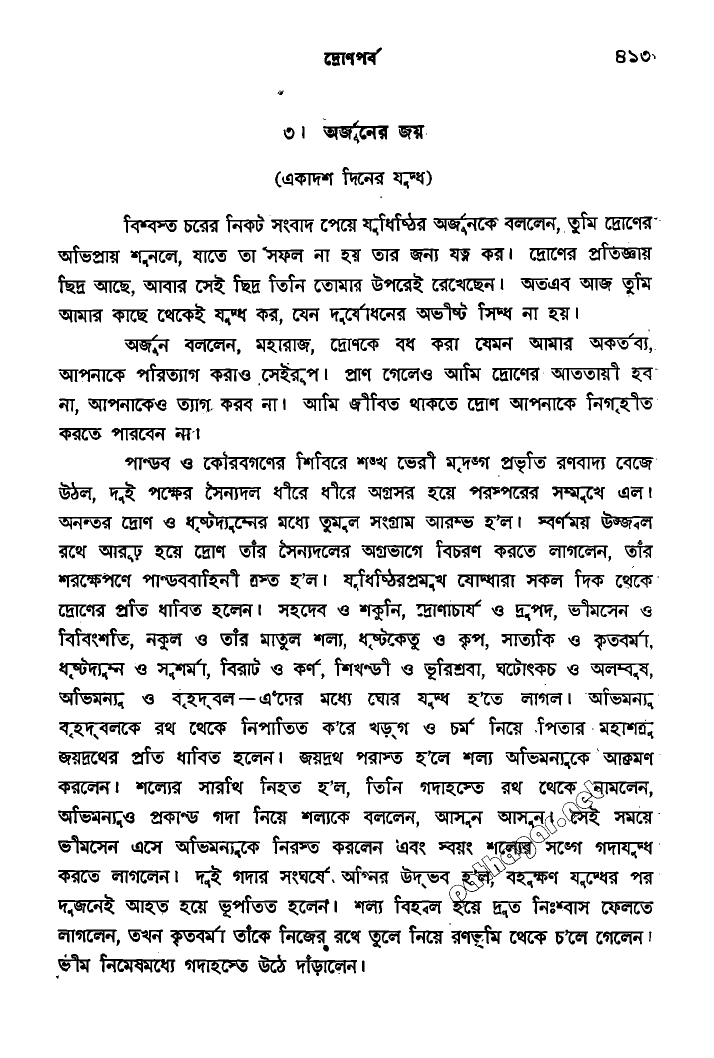 দ্রোণপর্ব ৪১৩
৩। অর্জুনের জয়
(একাদশ দিনের যুদ্ধ)
বিশ্বস্ত চরের নিকট সংবাদ পেয়ে যুধিষ্ঠির অর্জুনকে বললেন, তুমি দ্রোণের
অভিপ্রায় শুনলে, যাতে তা সফল না হয় তার জন্য যত্ন কর। দ্রোণের প্রতিজ্ঞায়
ছিদ্র আছে, আবার সেই ছিদ্র তিনি তোমার উপরেই রেখেছেন। অতএব আজ তুমি
আমার কাছে থেকেই যুদ্ধ কর, যেন দুর্যোধনের অভীষ্ট সিদ্ধ না হয়।
অর্জুন বললেন, মহারাজ, দ্রোণকে বধ করা যেমন আমার অকর্তব্য,
আপনাকে পরিত্যাগ করাও সেইরূপ। প্রাণ গেলেও আমি দ্রোণের আততায়ী হব
না, আপনাকেও ত্যাগ করব না। আমি জীবিত থাকতে দ্রোণ আপনাকে নিগৃহীত
করতে পারবেন না।
পাণ্ডব ও কৌরবগণের শিবিরে শঙ্খ ভেরী মৃদঙ্গ প্রভৃতি রণবাদ্য বেজে
উঠল, দুই পক্ষের সৈন্যদল ধীরে ধীরে অগ্রসর হয়ে পরস্পরের সম্মুখে এল।
অনন্তর দ্রোণ ও ধৃষ্টদ্যুম্নের মধ্যে তুমুল সংগ্রাম আরম্ভ হ'ল। স্বর্ণময় উজ্জ্বল
রথে আরূঢ় হয়ে দ্রোণ তাঁর সৈন্যদলের অগ্রভাগে বিচরণ করতে লাগলেন, তাঁর
শরক্ষেপণে পাণ্ডববাহিনী ত্রস্ত হ'ল। যুধিষ্ঠিরপ্রমুখ যোদ্ধারা সকল দিক থেকে
দ্রোণের প্রতি ধাবিত হলেন। সহদেব ও শকুনি, দ্রোণাচার্য ও দ্রুপদ, ভীমসেন ও
বিবিংশতি, নকুল ও তাঁর মাতুল শল্য, ধৃষ্টকেতু ও কৃপ, সাত্যকি ও কৃতবর্মা,
ধৃষ্টদ্যুম্ন ও সুশর্মা, বিরাট ও কর্ণ, শিখণ্ডী ও ভূরিশ্রবা, ঘটোৎকচ ও অলম্বুষ,
অভিমন্যু ও বৃহদ্‌বল—এঁদের মধ্যে ঘোর যুদ্ধ হ'তে লাগল। অভিমন্যু
বৃহদ্‌বলকে রথ থেকে নিপাতিত ক'রে খড়্‌গ ও চর্ম নিয়ে পিতার মহাশত্রু
জয়দ্রথের প্রতি ধাবিত হলেন। জয়দ্রথ পরাস্ত হ'লে শল্য অভিমন্যুকে আক্রমণ
করলেন। শল্যের সারথি নিহত হ'ল, তিনি গদাহস্তে রথ থেকে নামলেন,
অভিমন্যুও প্রকাণ্ড গদা নিয়ে শল্যকে বললেন, আসুন আসুন। সেই সময়ে
ভীমসেন এসে অভিমন্যুকে নিরস্ত করলেন এবং স্বয়ং শল্যের সঙ্গে গদাযুদ্ধ
করতে লাগলেন। দুই গদার সংঘর্ষে অগ্নির উদ্‌ভব হ'ল, বহুক্ষণ যুদ্ধের পর
দুজনেই আহত হয়ে ভূপতিত হলেন। শল্য বিহ্বল হয়ে দ্রুত নিঃশ্বাস ফেলতে
লাগলেন, তখন কৃতবর্মা তাঁকে নিজের রথে তুলে নিয়ে রণভূমি থেকে চ'লে গেলেন।
ভীম নিমেষমধ্যে গদাহস্তে উঠে দাঁড়ালেন।
pathagar.net